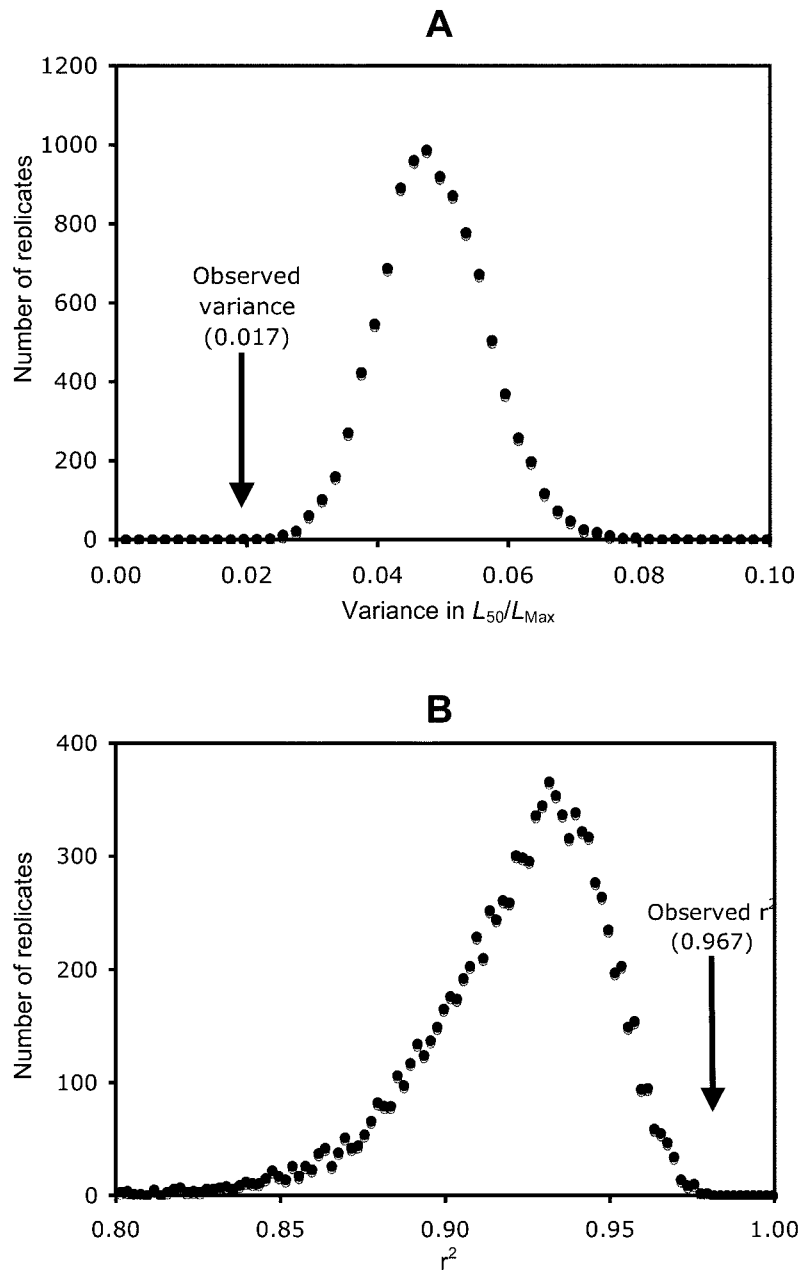 A
1200
1000
800
600
400
200
0
Number of replicates
Observed
variance
(0.017)
0.00 0.02 0.04 0.06 0.08 0.10
Variance in L50/LMax
B
400
300
200
100
0
Number of replicates
Observed r2
(0.967)
0.80 0.85 0.90 0.95 1.00
r2